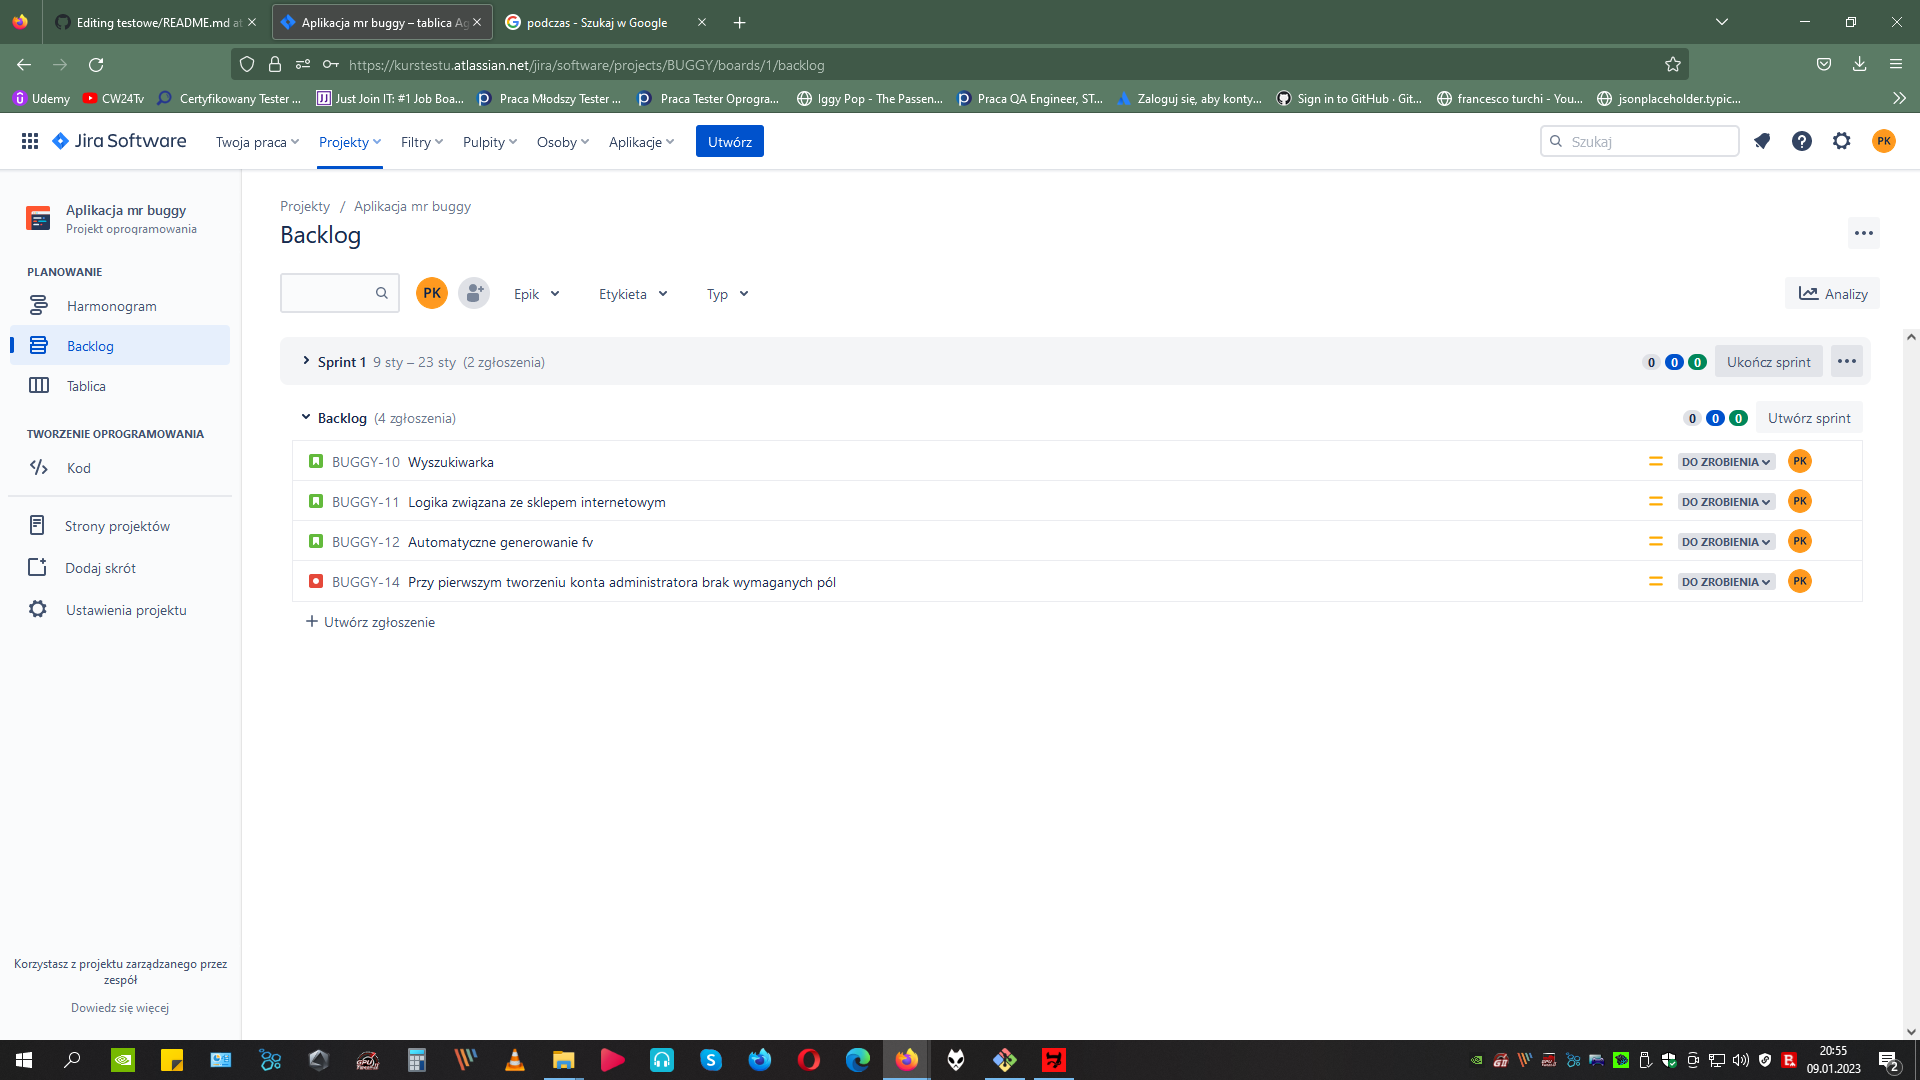 Editing testowe/README.md at
Aplikacja mr buggy – tablica Ag
podczas - Szukaj w Google
https://kurstestu.atlassian.net/jira/software/projects/BUGGY/boards/1/backlog
Udemy
CW24Tv
Certyfikowany Tester ...
Just Join IT: #1 Job Boa...
Praca Młodszy Tester ...
Praca Tester Oprogra...
Iggy Pop - The Passen...
Praca QA Engineer, ST...
Zaloguj się, aby konty...
Sign in to GitHub · Git...
francesco turchi - You...
jsonplaceholder.typic...
Jira Software
Twoja praca
Projekty
Filtry
Pulpity
Osoby
Aplikacje
Utwórz
Szukaj
PK
Aplikacja mr buggy
Projekt oprogramowania
PLANOWANIE
Harmonogram
Backlog
Tablica
TWORZENIE OPROGRAMOWANIA
Kod
Strony projektów
Dodaj skrót
Ustawienia projektu
Korzystasz z projektu zarządzanego przez
zespół
Dowiedz się więcej
Projekty / Aplikacja mr buggy
Backlog
PK
Epik
Etykieta
Typ
Analizy
Sprint 1 9 sty – 23 sty (2 zgłoszenia)
0 0 0 Ukończ sprint
Backlog (4 zgłoszenia)
0 0 0 Utwórz sprint
BUGGY-10 Wyszukiwarka DO ZROBIENIA PK
BUGGY-11 Logika związana ze sklepem internetowym DO ZROBIENIA PK
BUGGY-12 Automatyczne generowanie fv DO ZROBIENIA PK
BUGGY-14 Przy pierwszym tworzeniu konta administratora brak wymaganych pól DO ZROBIENIA PK
+ Utwórz zgłoszenie
20:55
09.01.2023
2